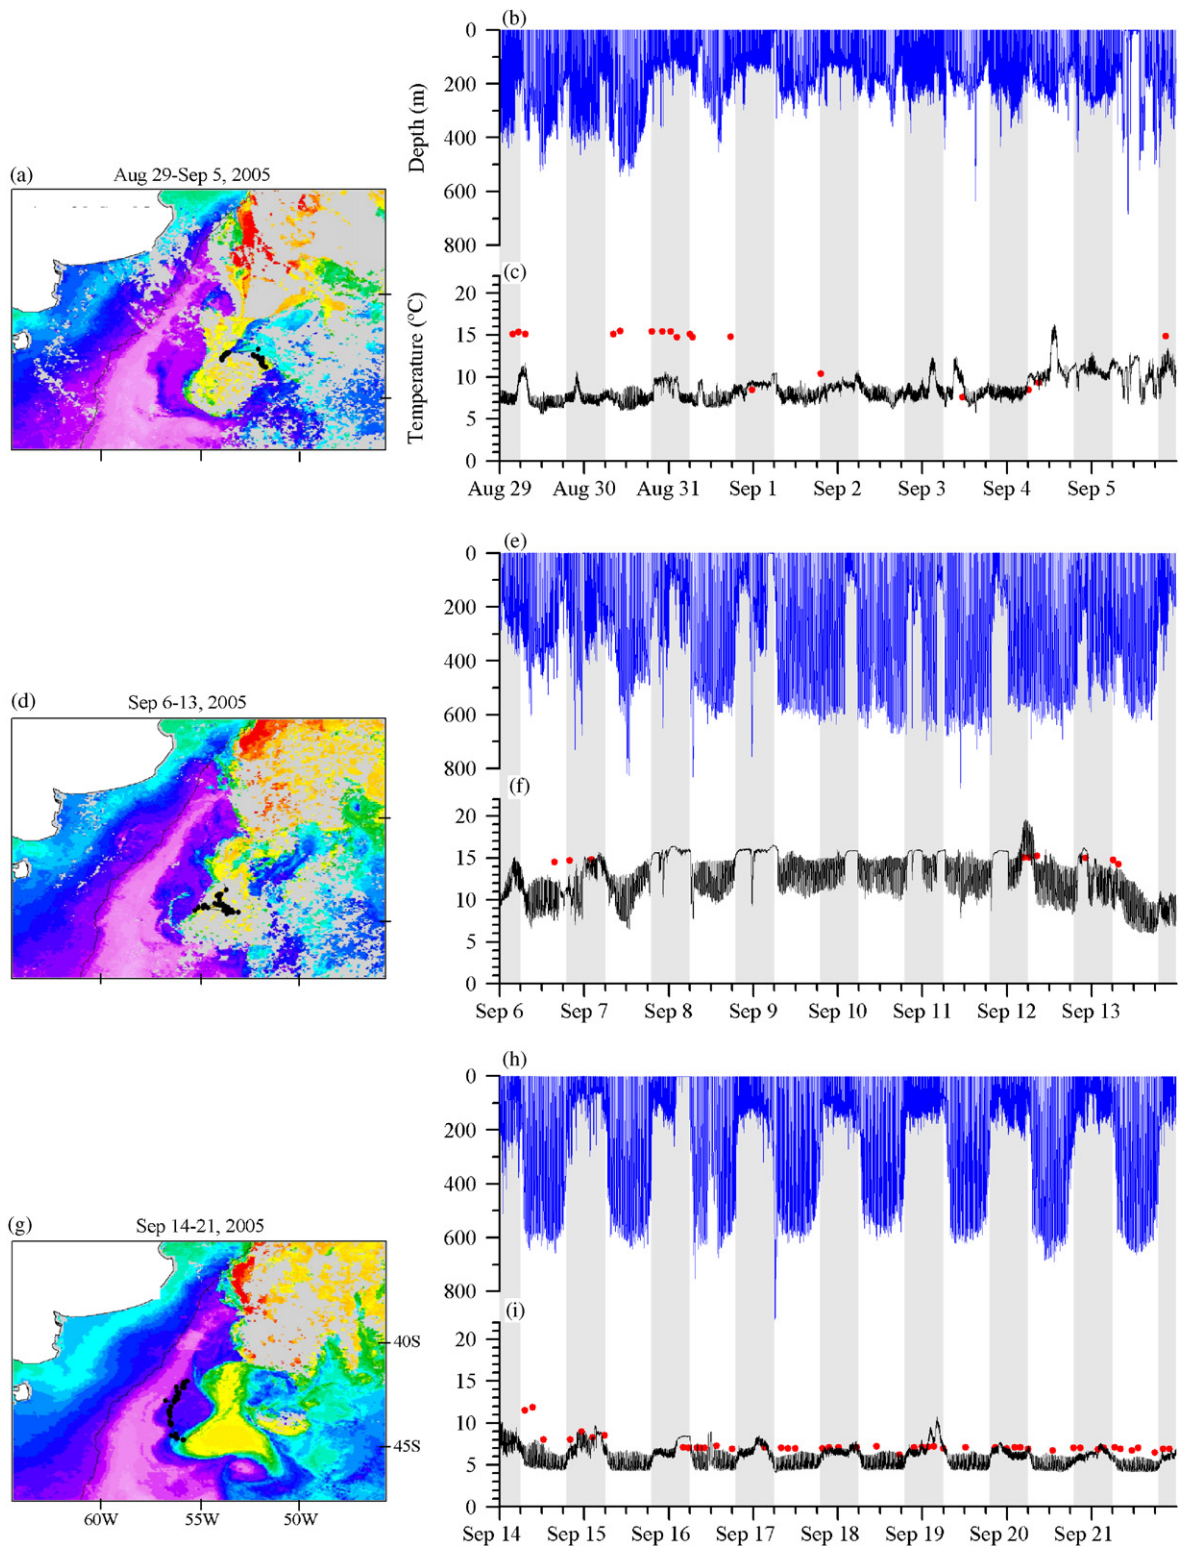 (b)
0
200
400
600
800
Depth (m)
(a)
Aug 29-Sep 5, 2005
(c)
20
15
10
5
0
Temperature (°C)
Aug 29
Aug 30
Aug 31
Sep 1
Sep 2
Sep 3
Sep 4
Sep 5
(e)
0
200
400
600
800
(d)
Sep 6-13, 2005
(f)
20
15
10
5
0
Sep 6
Sep 7
Sep 8
Sep 9
Sep 10
Sep 11
Sep 12
Sep 13
(h)
0
200
400
600
800
(g)
Sep 14-21, 2005
40S
45S
60W
55W
50W
(i)
20
15
10
5
0
Sep 14
Sep 15
Sep 16
Sep 17
Sep 18
Sep 19
Sep 20
Sep 21